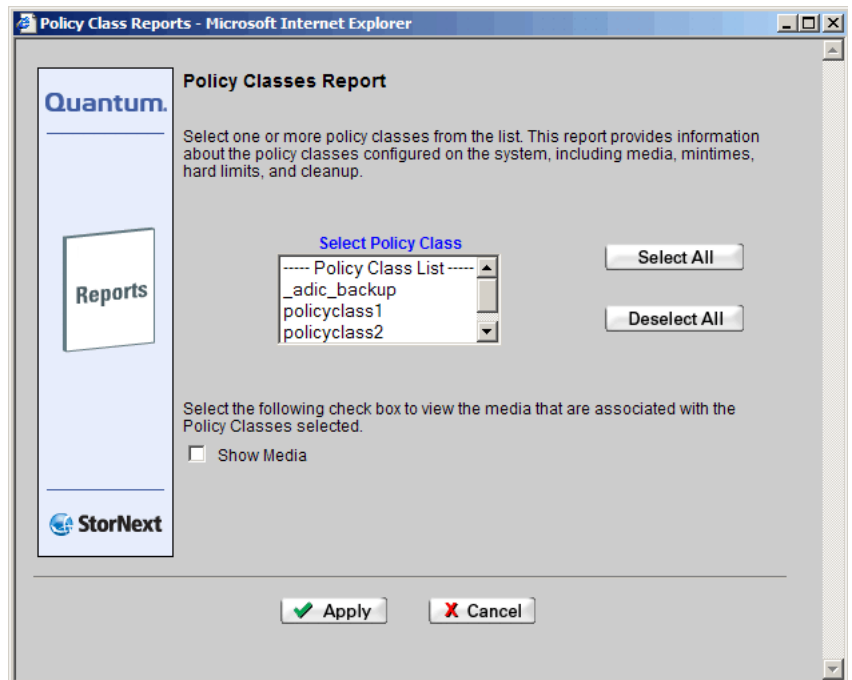 Policy Class Reports - Microsoft Internet Explorer
Quantum.
Policy Classes Report
Select one or more policy classes from the list. This report provides information
about the policy classes configured on the system, including media, mintimes,
hard limits, and cleanup.
Reports
Select Policy Class
----- Policy Class List -----
_adic_backup
policyclass1
policyclass2
Select All
Deselect All
Select the following check box to view the media that are associated with the
Policy Classes selected.
Show Media
StorNext
Apply
Cancel